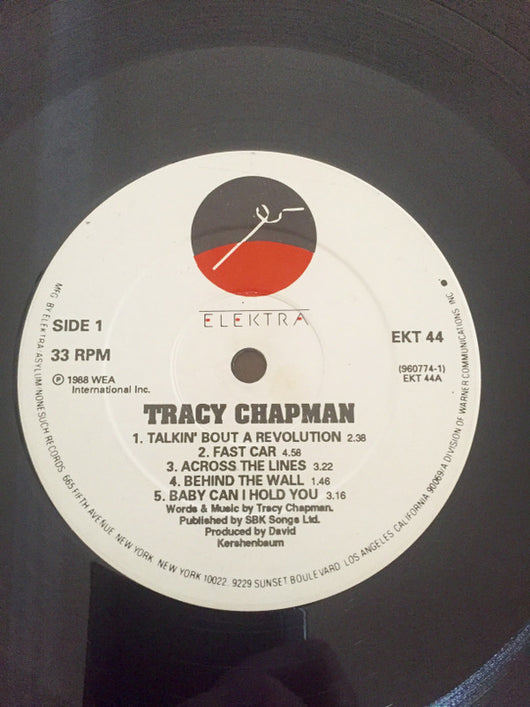 ELEKTRA
SIDE 1
33 RPM
℗ 1988 WEA
International Inc.
EKT 44
(960774-1)
EKT 44A
TRACY CHAPMAN
1. TALKIN' BOUT A REVOLUTION 2.38
2. FAST CAR 4.58
3. ACROSS THE LINES 3.22
4. BEHIND THE WALL 1.46
5. BABY CAN I HOLD YOU 3.16
Words & Music by Tracy Chapman.
Published by SBK Songs Ltd.
Produced by David
Kershenbaum
MFG. BY ELEKTRA/ASYLUM/NONESUCH RECORDS, 665 FIFTH AVENUE, NEW YORK, NEW YORK 10022. 9229 SUNSET BOULEVARD, LOS ANGELES, CALIFORNIA 90069/A DIVISION OF WARNER COMMUNICATIONS INC.